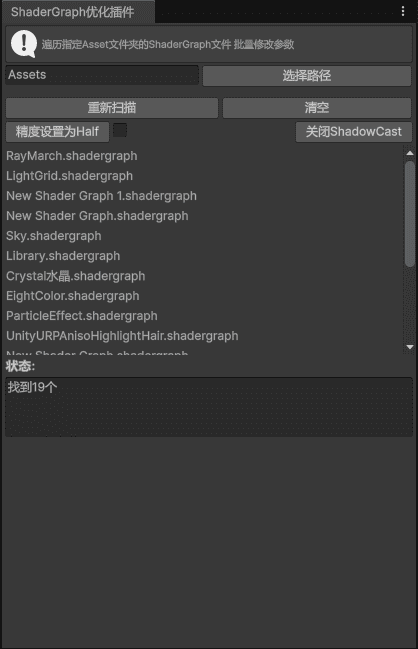 ShaderGraph优化插件
遍历指定Asset文件夹的ShaderGraph文件 批量修改参数
Assets 选择路径
重新扫描 清空
精度设置为Half 关闭ShadowCast
RayMarch.shadergraph
LightGrid.shadergraph
New Shader Graph 1.shadergraph
New Shader Graph.shadergraph
Sky.shadergraph
Library.shadergraph
Crystal水晶.shadergraph
EightColor.shadergraph
ParticleEffect.shadergraph
UnityURPAnisoHighlightHair.shadergraph
New Shader Graph.shadergraph
状态:
找到19个